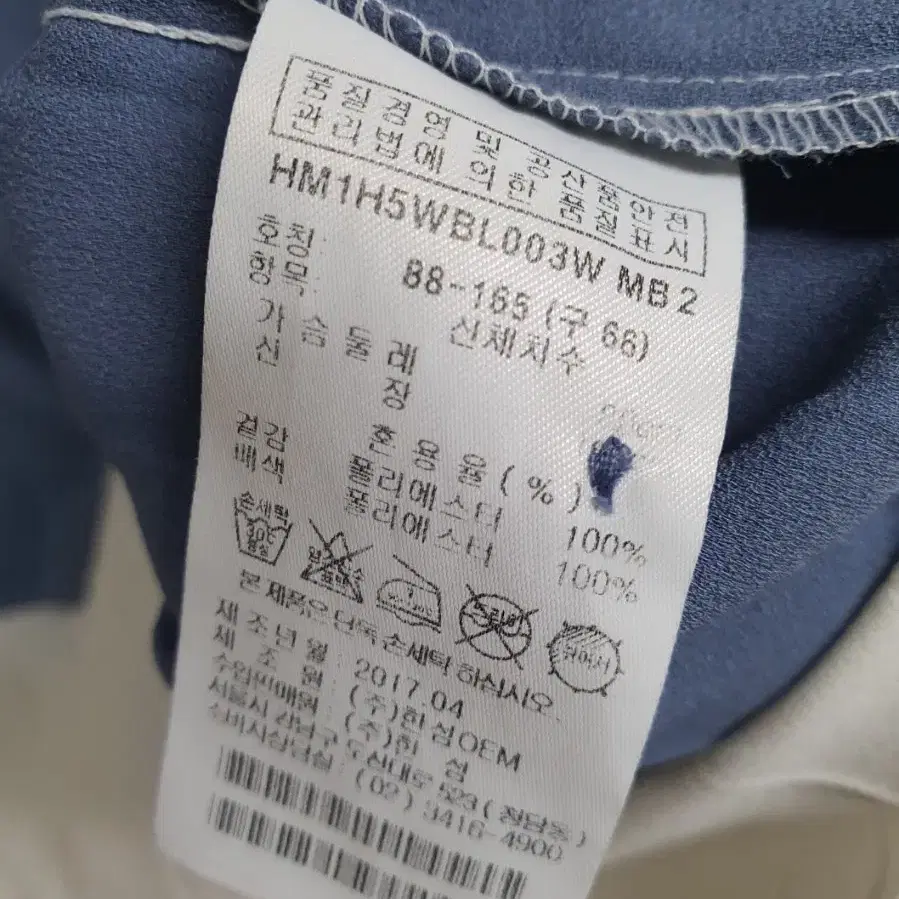 품질경영 및 공산품안전
관리법에 의한 품질표시
HM1H5WBL003W MB 2
호칭: 88-165 (구 66)
항목: 신체치수
가슴둘레
신장
혼용율(%)
겉감 폴리에스터 100%
배색 폴리에스터 100%
손세탁
30℃
본 제품은 단독 손세탁 하십시오.
제조년월: 2017.04
제조원: (주)한섬OEM
수입판매원: (주)한섬
서울시 강남구 도산대로 523 (청담동)
소비자상담실: (02) 3416-4900